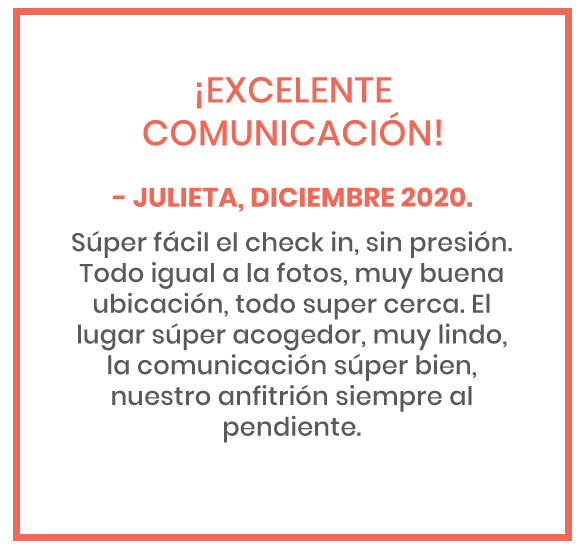 ¡EXCELENTE
COMUNICACIÓN!
- JULIETA, DICIEMBRE 2020.
Súper fácil el check in, sin presión.
Todo igual a la fotos, muy buena
ubicación, todo super cerca. El
lugar súper acogedor, muy lindo,
la comunicación súper bien,
nuestro anfitrión siempre al
pendiente.